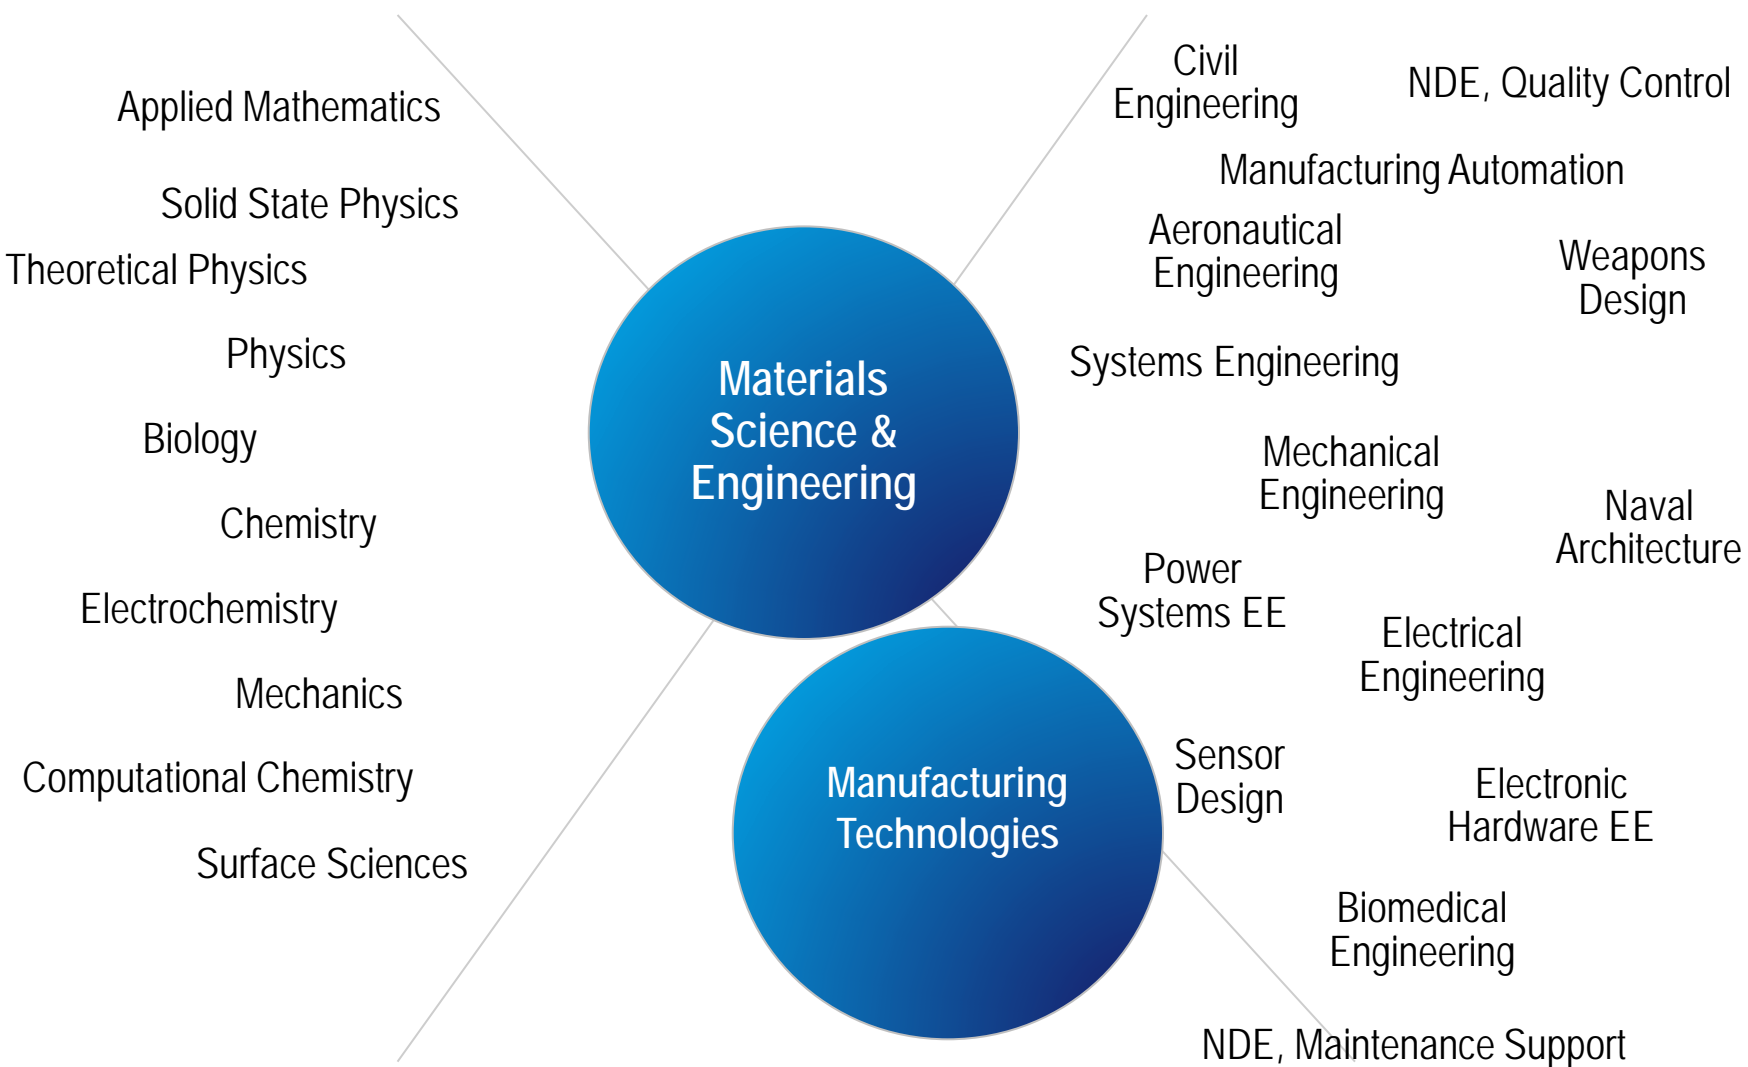 Applied Mathematics
Solid State Physics
Theoretical Physics
Physics
Biology
Chemistry
Electrochemistry
Mechanics
Computational Chemistry
Surface Sciences
Materials
Science &
Engineering
Manufacturing
Technologies
Civil
Engineering
NDE, Quality Control
Manufacturing Automation
Aeronautical
Engineering
Weapons
Design
Systems Engineering
Mechanical
Engineering
Naval
Architecture
Power
Systems EE
Electrical
Engineering
Sensor
Design
Electronic
Hardware EE
Biomedical
Engineering
NDE, Maintenance Support